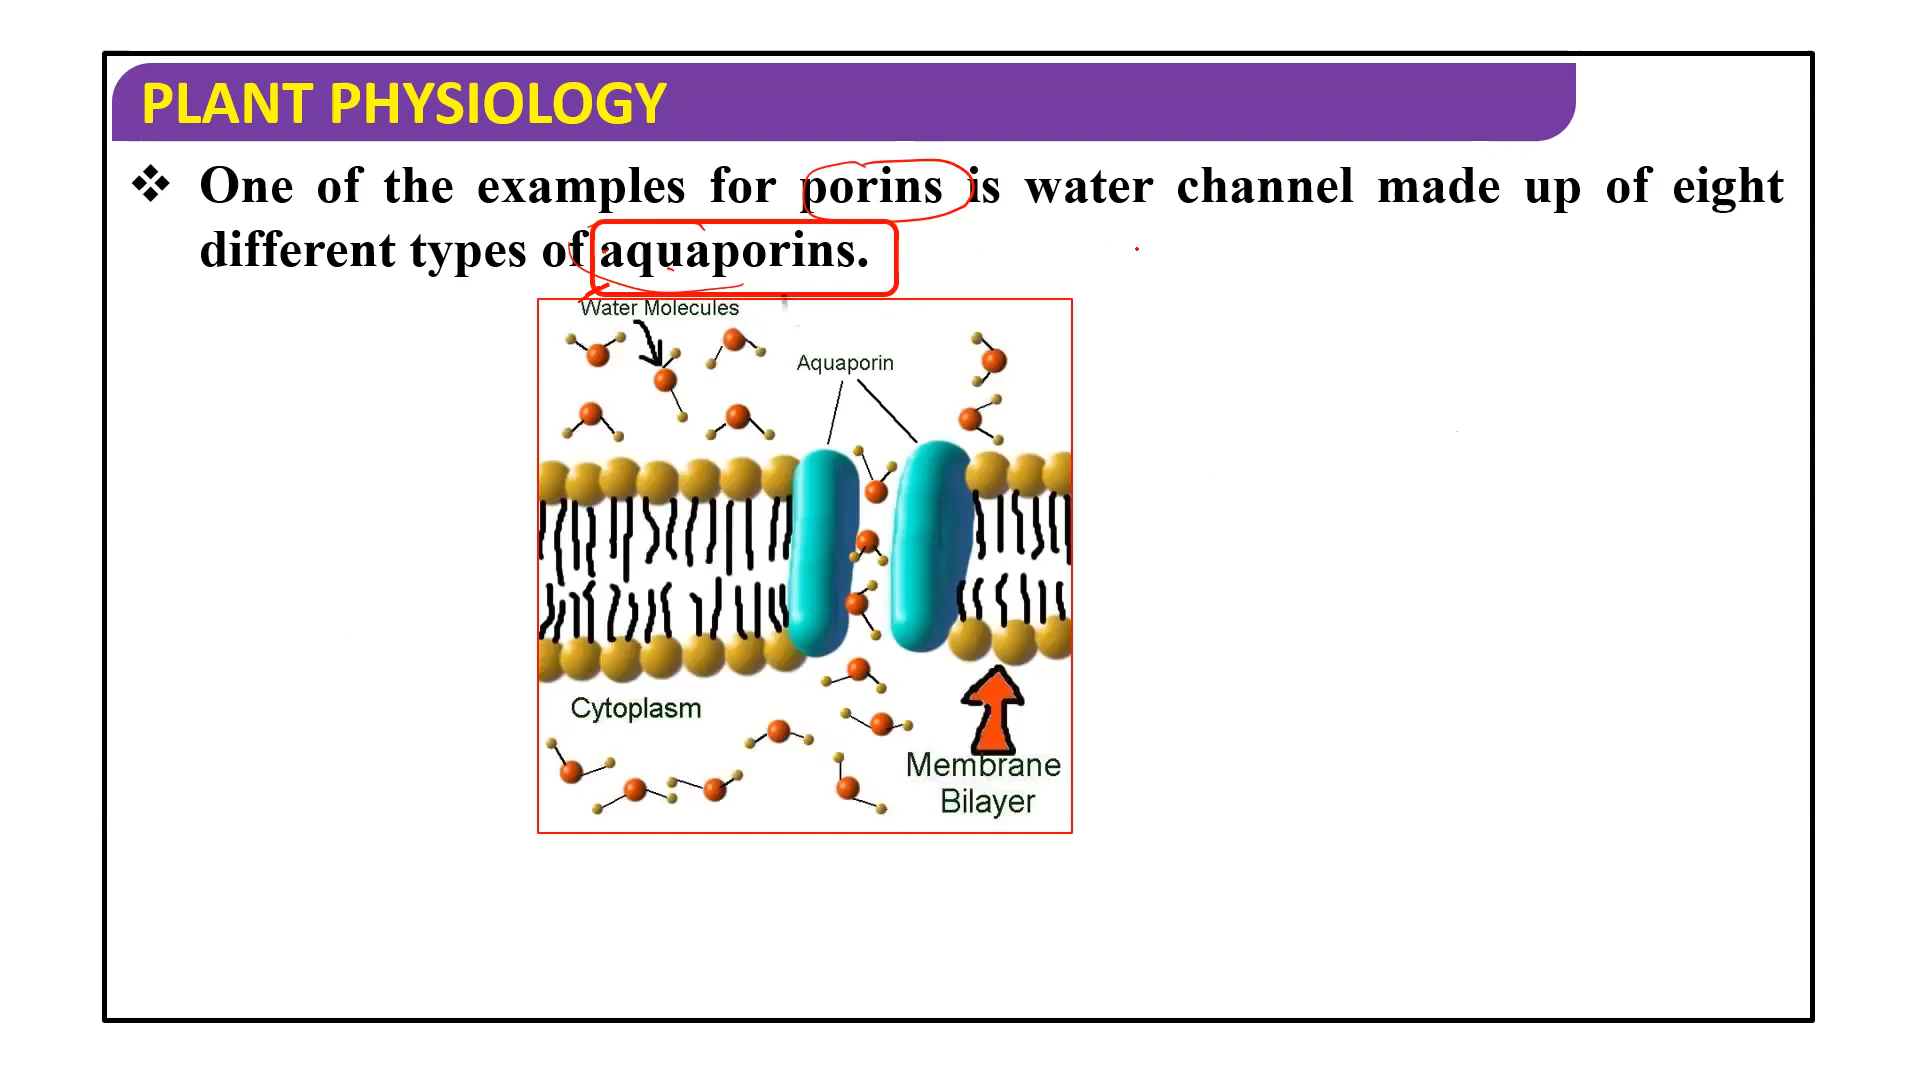 PLANT PHYSIOLOGY
❖ One of the examples for porins is water channel made up of eight
different types of aquaporins.
Water Molecules
Aquaporin
Cytoplasm
Membrane
Bilayer